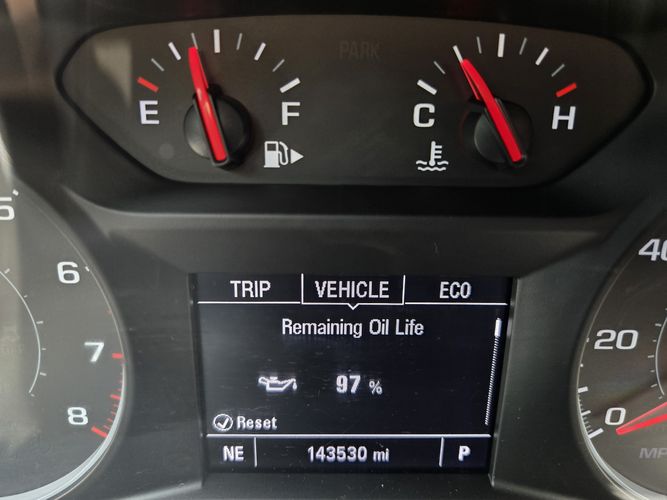 PARK
E F
C H
5
6
7
8
TRIP VEHICLE ECO
Remaining Oil Life
97 %
Reset
NE 143530 mi P
40
20
0